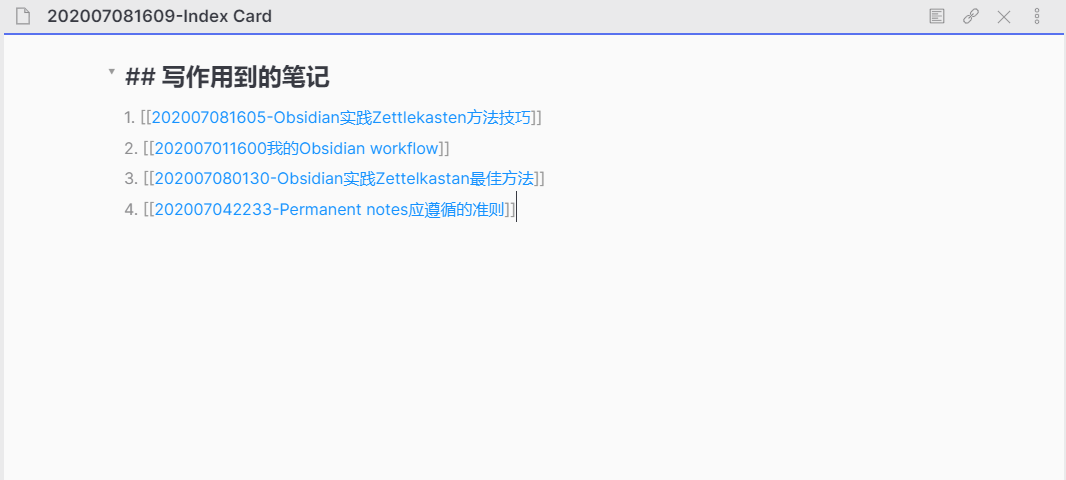 202007081609-Index Card
## 写作用到的笔记
1. [[202007081605-Obsidian实践Zettlekasten方法技巧]]
2. [[202007011600我的Obsidian workflow]]
3. [[202007080130-Obsidian实践Zettelkastan最佳方法]]
4. [[202007042233-Permanent notes应遵循的准则]]